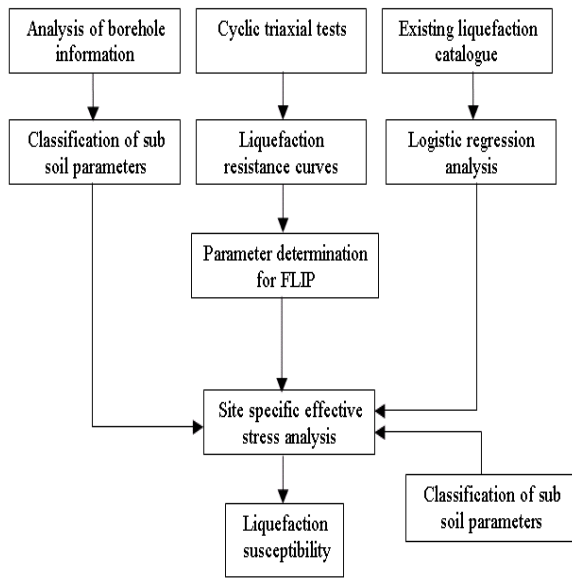 Analysis of borehole
information
Cyclic triaxial tests
Existing liquefaction
catalogue
Classification of sub
soil parameters
Liquefaction
resistance curves
Logistic regression
analysis
Parameter determination
for FLIP
Site specific effective
stress analysis
Classification of sub
soil parameters
Liquefaction
susceptibility